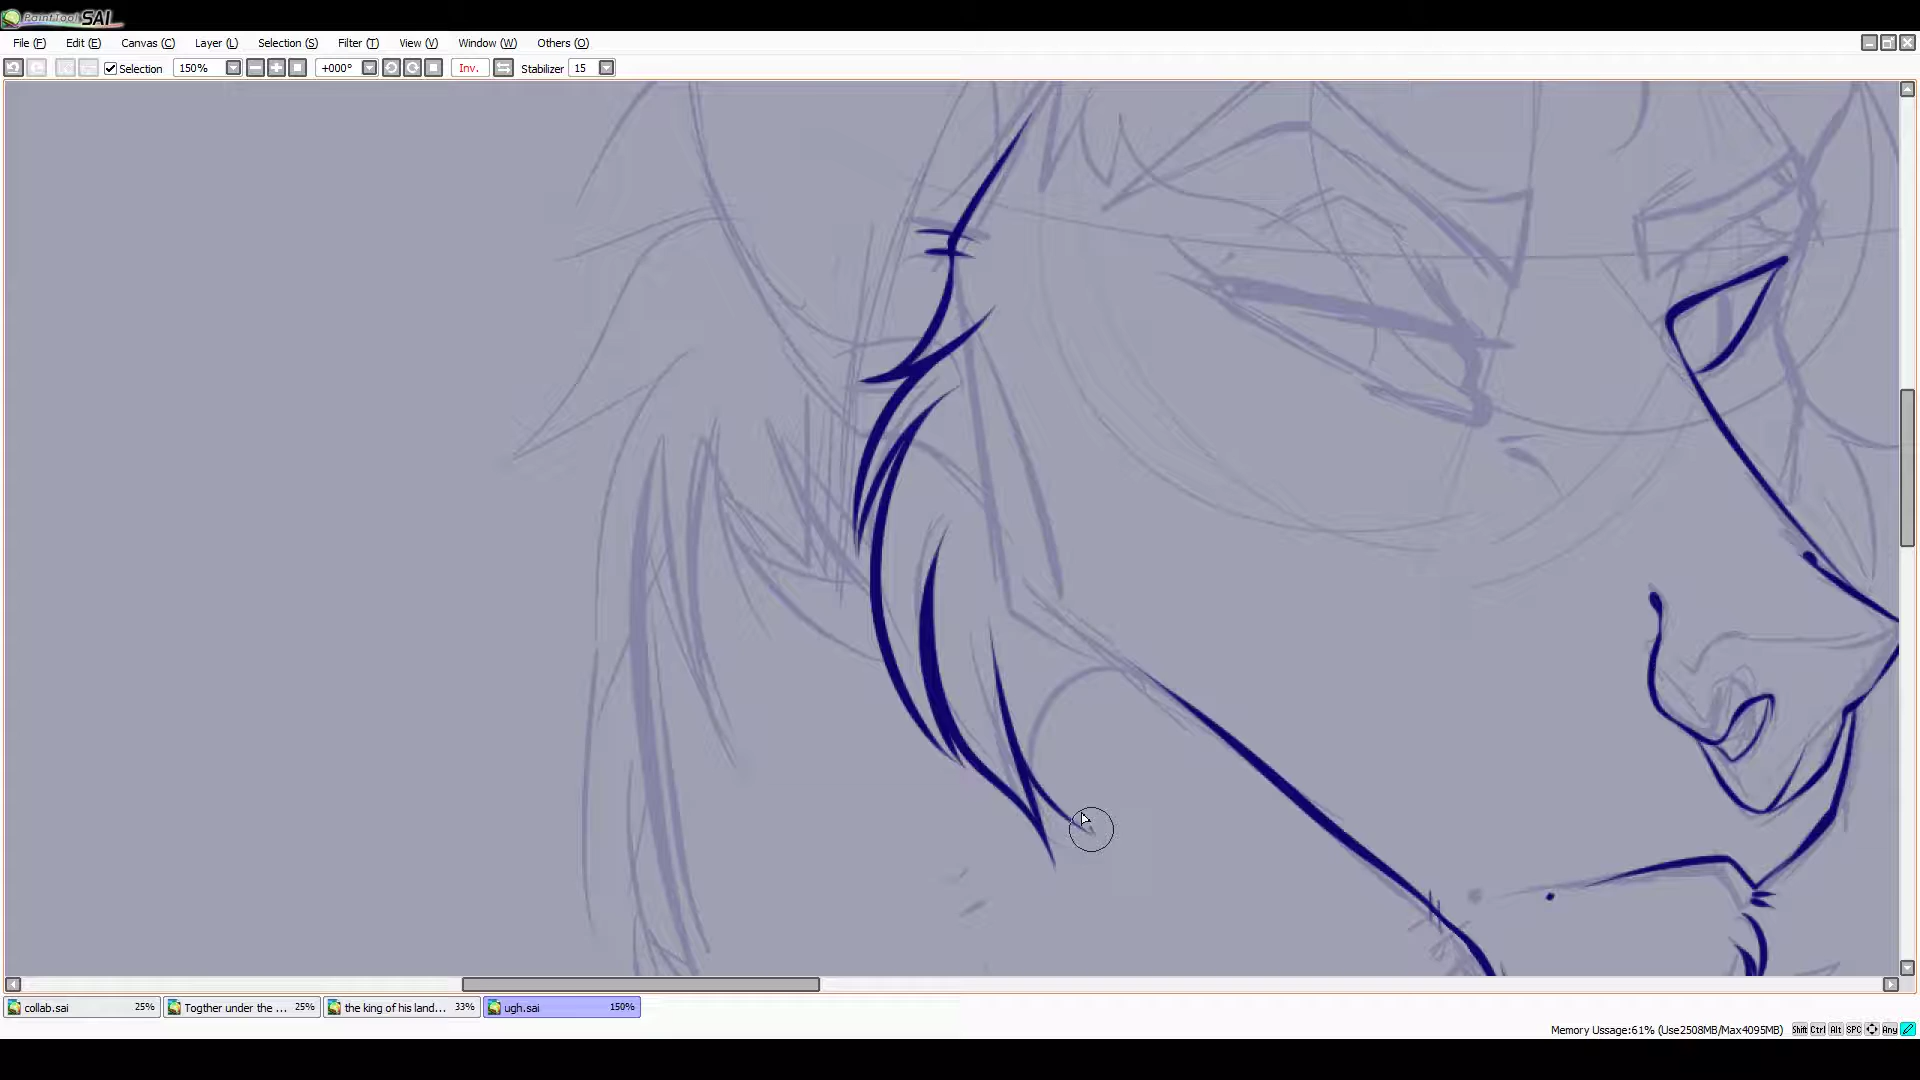 PaintTool SAI
File (F) Edit (E) Canvas (C) Layer (L) Selection (S) Filter (T) View (V) Window (W) Others (O)
Selection 150% +000° Inv. Stabilizer 15
collab.sai 25% Togther under the ... 25% the king of his land... 33% ugh.sai 150%
Memory Ussage:61% (Use2508MB/Max4095MB) Shift Ctrl Alt SPC Any